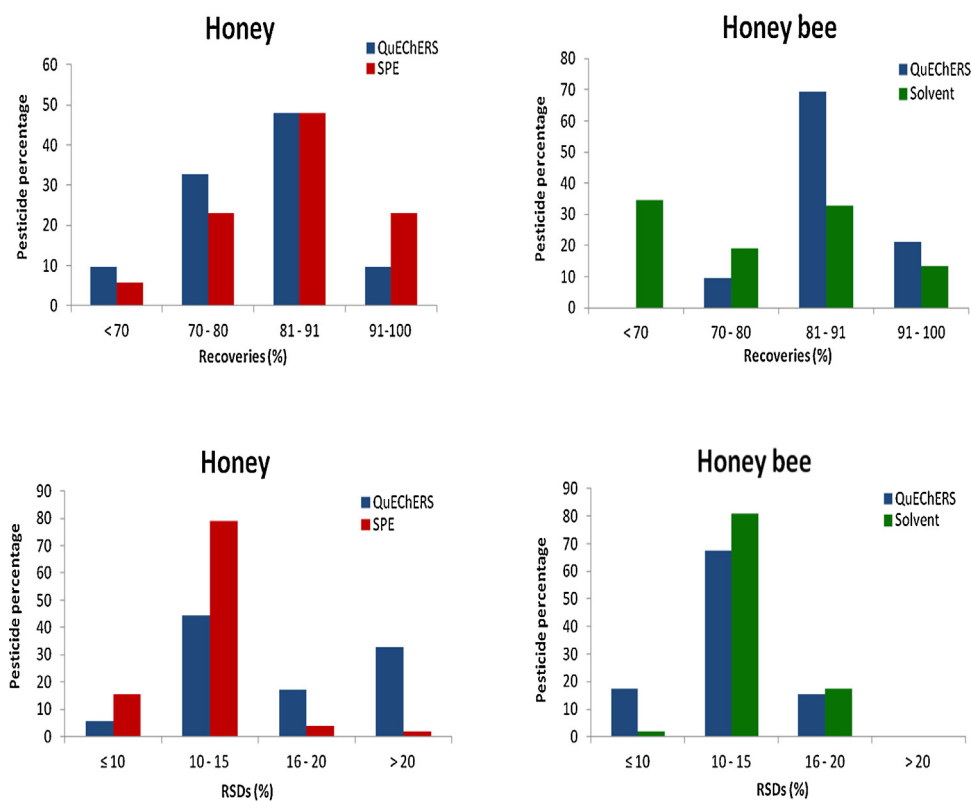 Honey
QuEChERS
SPE
Pesticide percentage
60
50
40
30
20
10
0
< 70
70 - 80
81 - 91
91-100
Recoveries (%)
Honey bee
QuEChERS
Solvent
Pesticide percentage
80
70
60
50
40
30
20
10
0
< 70
70 - 80
81 - 91
91 - 100
Recoveries (%)
Honey
QuEChERS
SPE
Pesticide percentage
90
80
70
60
50
40
30
20
10
0
≤ 10
10 - 15
16 - 20
> 20
RSDs (%)
Honey bee
QuEChERS
Solvent
Pesticide percentage
90
80
70
60
50
40
30
20
10
0
≤ 10
10 - 15
16 - 20
> 20
RSDs (%)